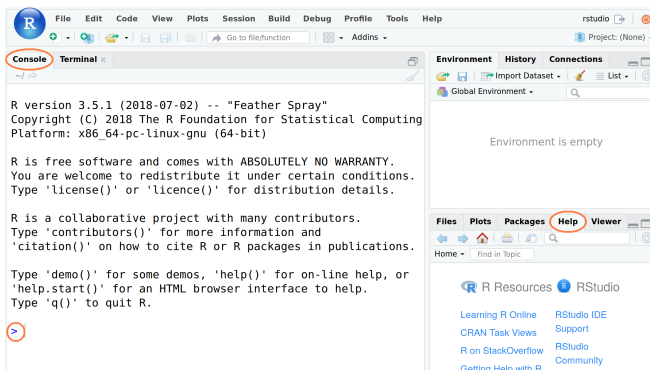 R File Edit Code View Plots Session Build Debug Profile Tools Help rstudio
Go to file/function Addins Project: (None)
Console Terminal
~/
R version 3.5.1 (2018-07-02) -- "Feather Spray"
Copyright (C) 2018 The R Foundation for Statistical Computing
Platform: x86_64-pc-linux-gnu (64-bit)
R is free software and comes with ABSOLUTELY NO WARRANTY.
You are welcome to redistribute it under certain conditions.
Type 'license()' or 'licence()' for distribution details.
R is a collaborative project with many contributors.
Type 'contributors()' for more information and
'citation()' on how to cite R or R packages in publications.
Type 'demo()' for some demos, 'help()' for on-line help, or
'help.start()' for an HTML browser interface to help.
Type 'q()' to quit R.
>
Environment History Connections
Import Dataset List
Global Environment
Environment is empty
Files Plots Packages Help Viewer
Home Find in Topic
R R Resources R RStudio
Learning R Online
CRAN Task Views
R on StackOverflow
Getting Help with R
RStudio IDE
Support
RStudio
Community